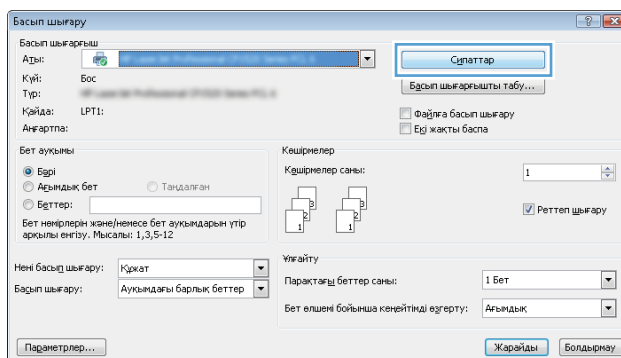 Басып шығару
Басып шығарғыш
Аты:
Сипаттар
Күй: Бос
Түр:
Басып шығарғышты табу...
Қайда: LPT1:
Файлға басып шығару
Аңғартпа:
Екі жақты баспа
Бет ауқымы
Бәрі
Ағымдық бет
Таңдалған
Беттер:
Бет нөмірлерін және/немесе бет ауқымдарын үтір
арқылы енгізу. Мысалы: 1,3,5-12
Көшірмелер
Көшірмелер саны: 1
Реттеп шығару
Нені басып шығару: Құжат
Басып шығару: Ауқымдағы барлық беттер
Ұлғайту
Парақтағы беттер саны: 1 Бет
Бет өлшемі бойынша кеңейтімді өзгерту: Ағымдық
Параметрлер...
Жарайды
Болдырмау